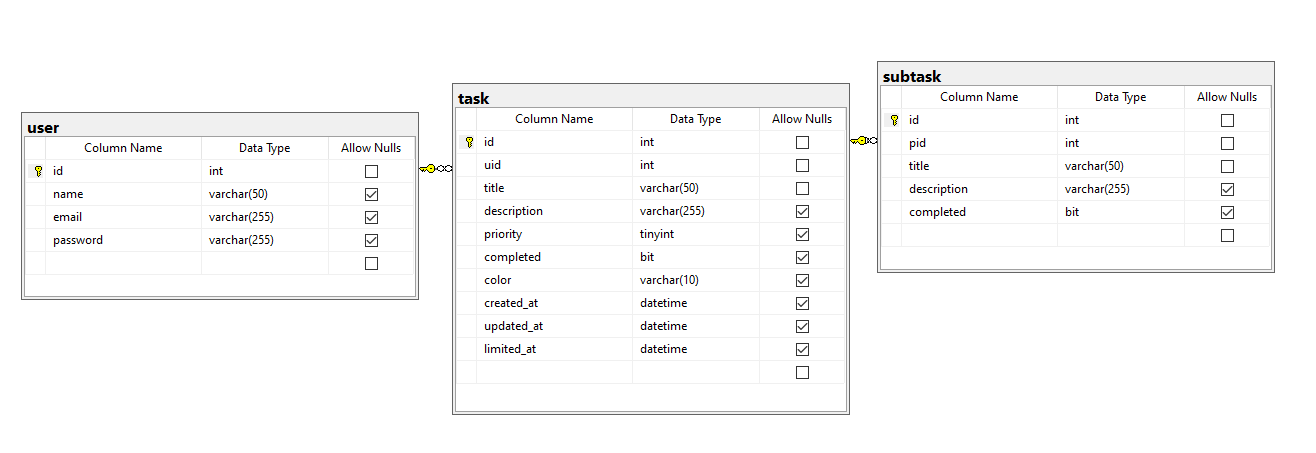 user
Column Name Data Type Allow Nulls
id int
name varchar(50)
email varchar(255)
password varchar(255)
task
Column Name Data Type Allow Nulls
id int
uid int
title varchar(50)
description varchar(255)
priority tinyint
completed bit
color varchar(10)
created_at datetime
updated_at datetime
limited_at datetime
subtask
Column Name Data Type Allow Nulls
id int
pid int
title varchar(50)
description varchar(255)
completed bit